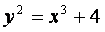 y² = x³ + 4